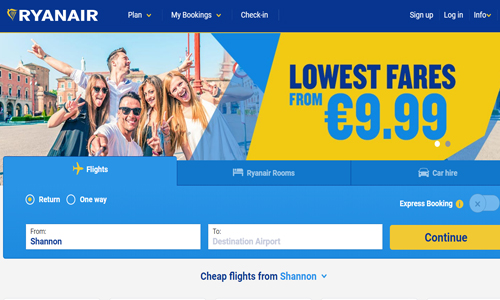 RYANAIR
Plan
My Bookings
Check-in
Sign up
Log in
Info
LOWEST FARES
FROM
€9.99
Flights
Ryanair Rooms
Car hire
Return
One way
Express Booking
From:
Shannon
To:
Destination Airport
Continue
Cheap flights from Shannon